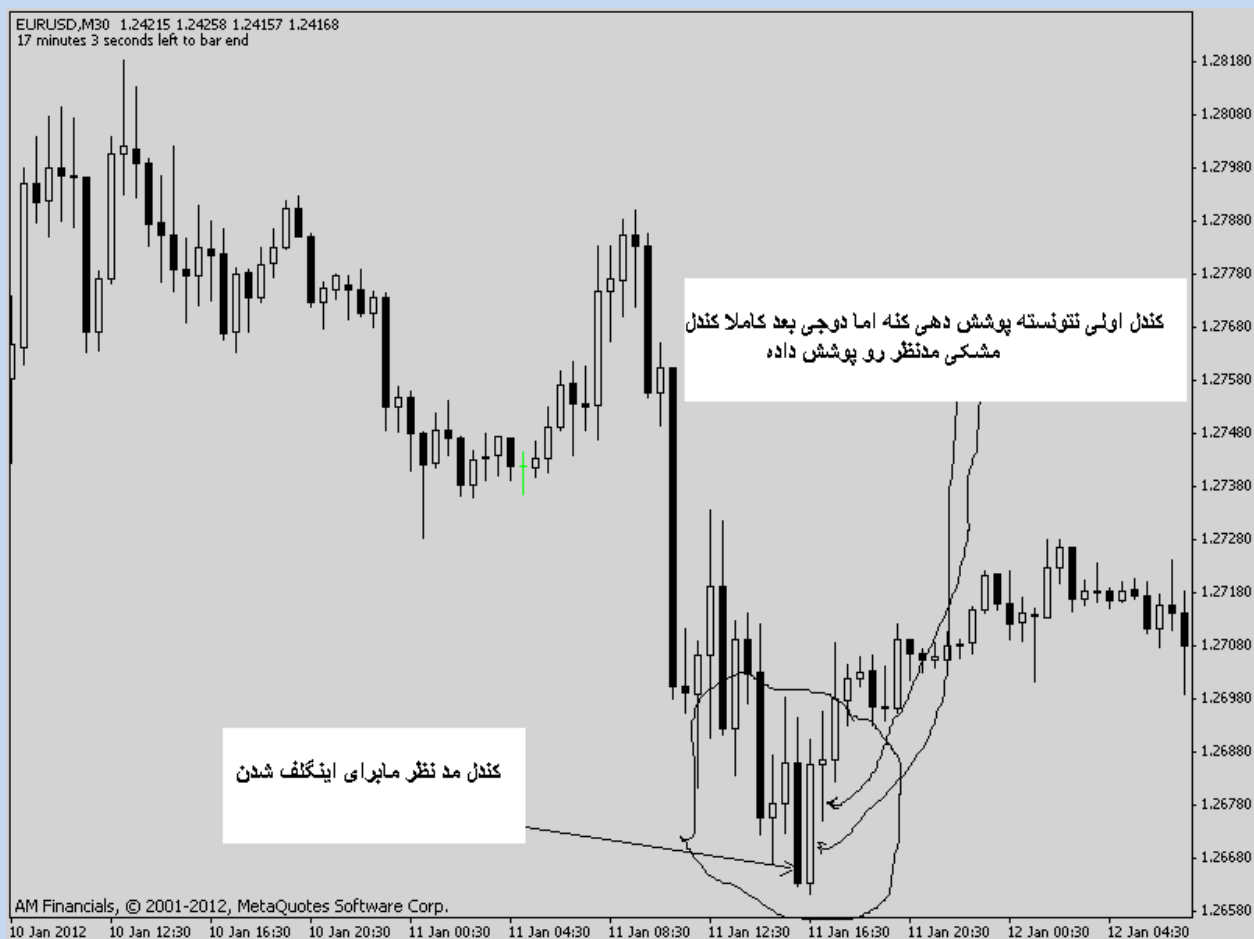 EURUSD,M30 1.24215 1.24258 1.24157 1.24168
17 minutes 3 seconds left to bar end
1.28180
1.28080
1.27980
1.27880
1.27780
کندل اولی نتونسته پوشش دهی کنه اما دوجی بعد کاملا کندل
مشکی مدنظر رو پوشش داده
1.27680
1.27580
1.27480
1.27380
1.27280
1.27180
1.27080
1.26980
1.26880
کندل مد نظر مابرای اینگلف شدن
1.26780
1.26680
1.26580
AM Financials, © 2001-2012, MetaQuotes Software Corp.
10 Jan 2012 10 Jan 12:30 10 Jan 16:30 10 Jan 20:30 11 Jan 00:30 11 Jan 04:30 11 Jan 08:30 11 Jan 12:30 11 Jan 16:30 11 Jan 20:30 12 Jan 00:30 12 Jan 04:30